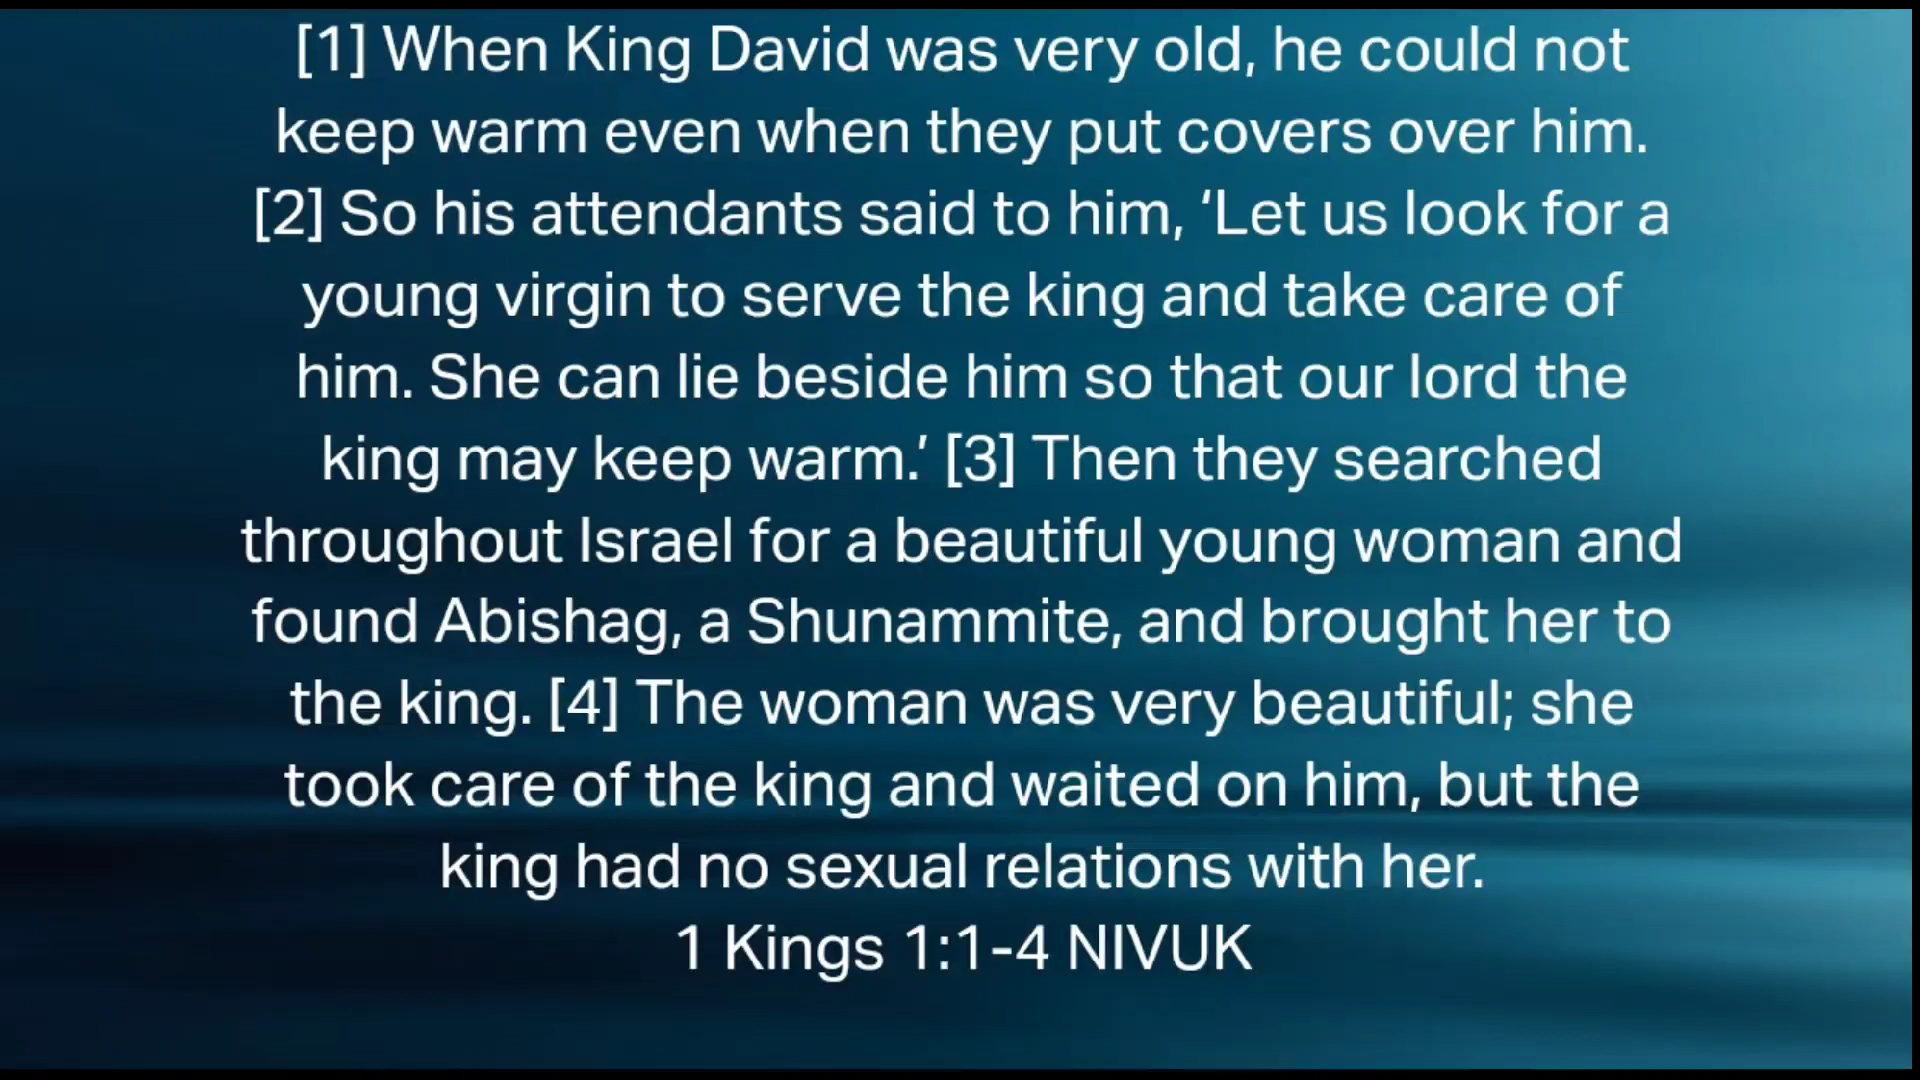 [1] When King David was very old, he could not
keep warm even when they put covers over him.
[2] So his attendants said to him, ‘Let us look for a
young virgin to serve the king and take care of
him. She can lie beside him so that our lord the
king may keep warm.’ [3] Then they searched
throughout Israel for a beautiful young woman and
found Abishag, a Shunammite, and brought her to
the king. [4] The woman was very beautiful; she
took care of the king and waited on him, but the
king had no sexual relations with her.
1 Kings 1:1-4 NIVUK